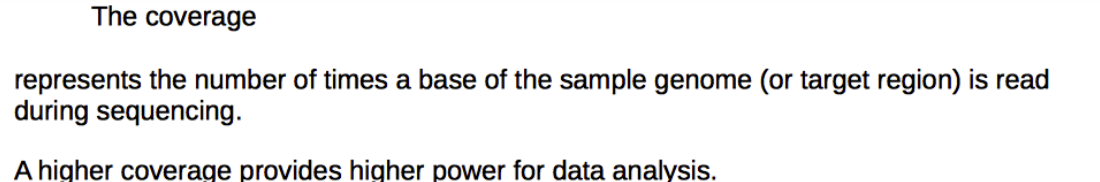 The coverage
represents the number of times a base of the sample genome (or target region) is read
during sequencing.
A higher coverage provides higher power for data analysis.